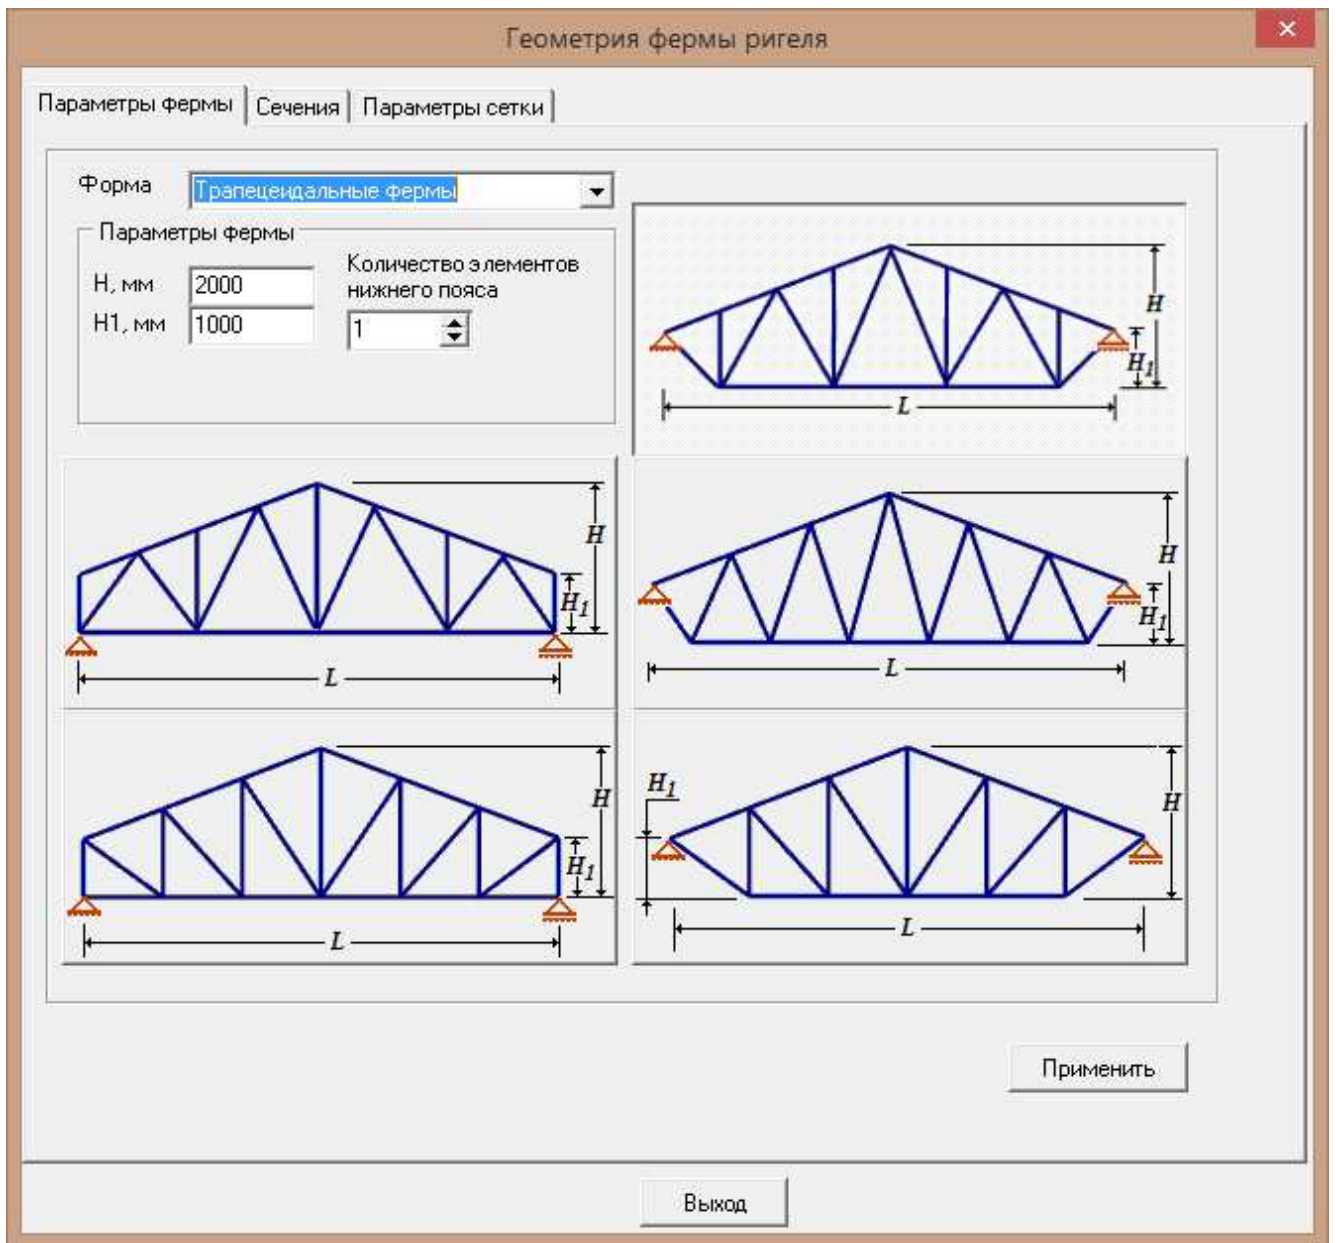 Геометрия фермы ригеля
Параметры фермы Сечения Параметры сетки
Форма Трапецеидальные фермы
Параметры фермы
Количество элементов
нижнего пояса
H, мм 2000
H1, мм 1000
1
H
H1
L
H
H1
L
H
H1
L
H
H1
L
H1
H
L
Применить
Выход